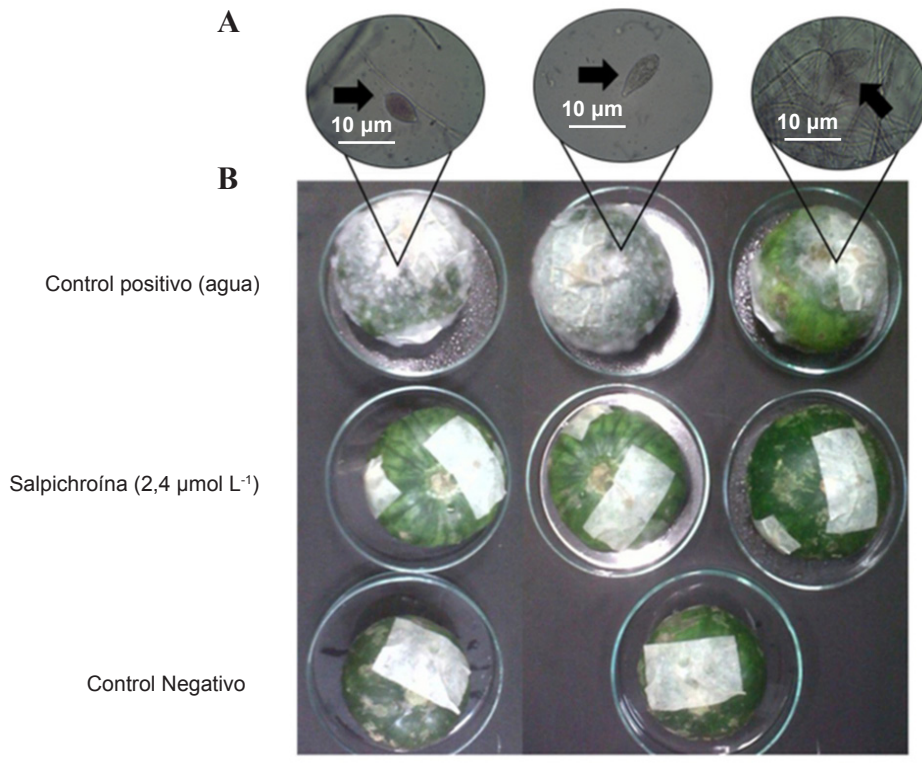 A
10 µm
10 µm
10 µm
B
Control positivo (agua)
Salpichroína (2,4 µmol L⁻¹)
Control Negativo